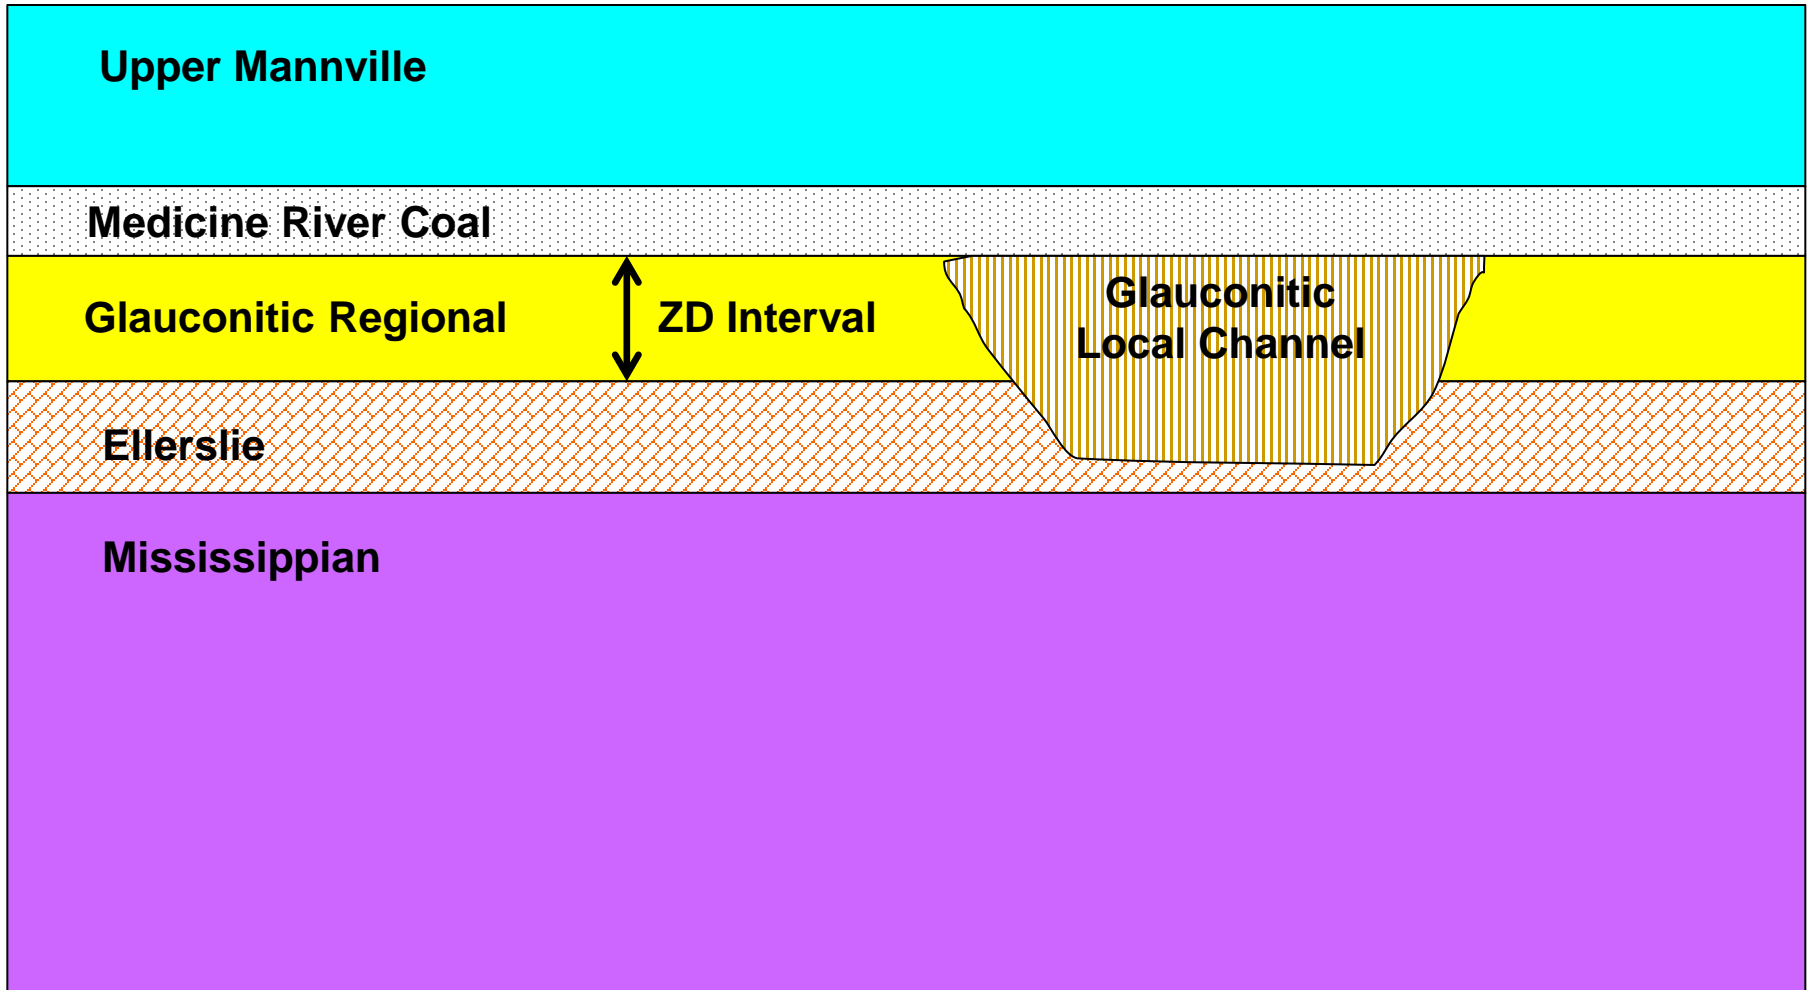 Upper Mannville
Medicine River Coal
Glauconitic Regional
ZD Interval
Glauconitic
Local Channel
Ellerslie
Mississippian